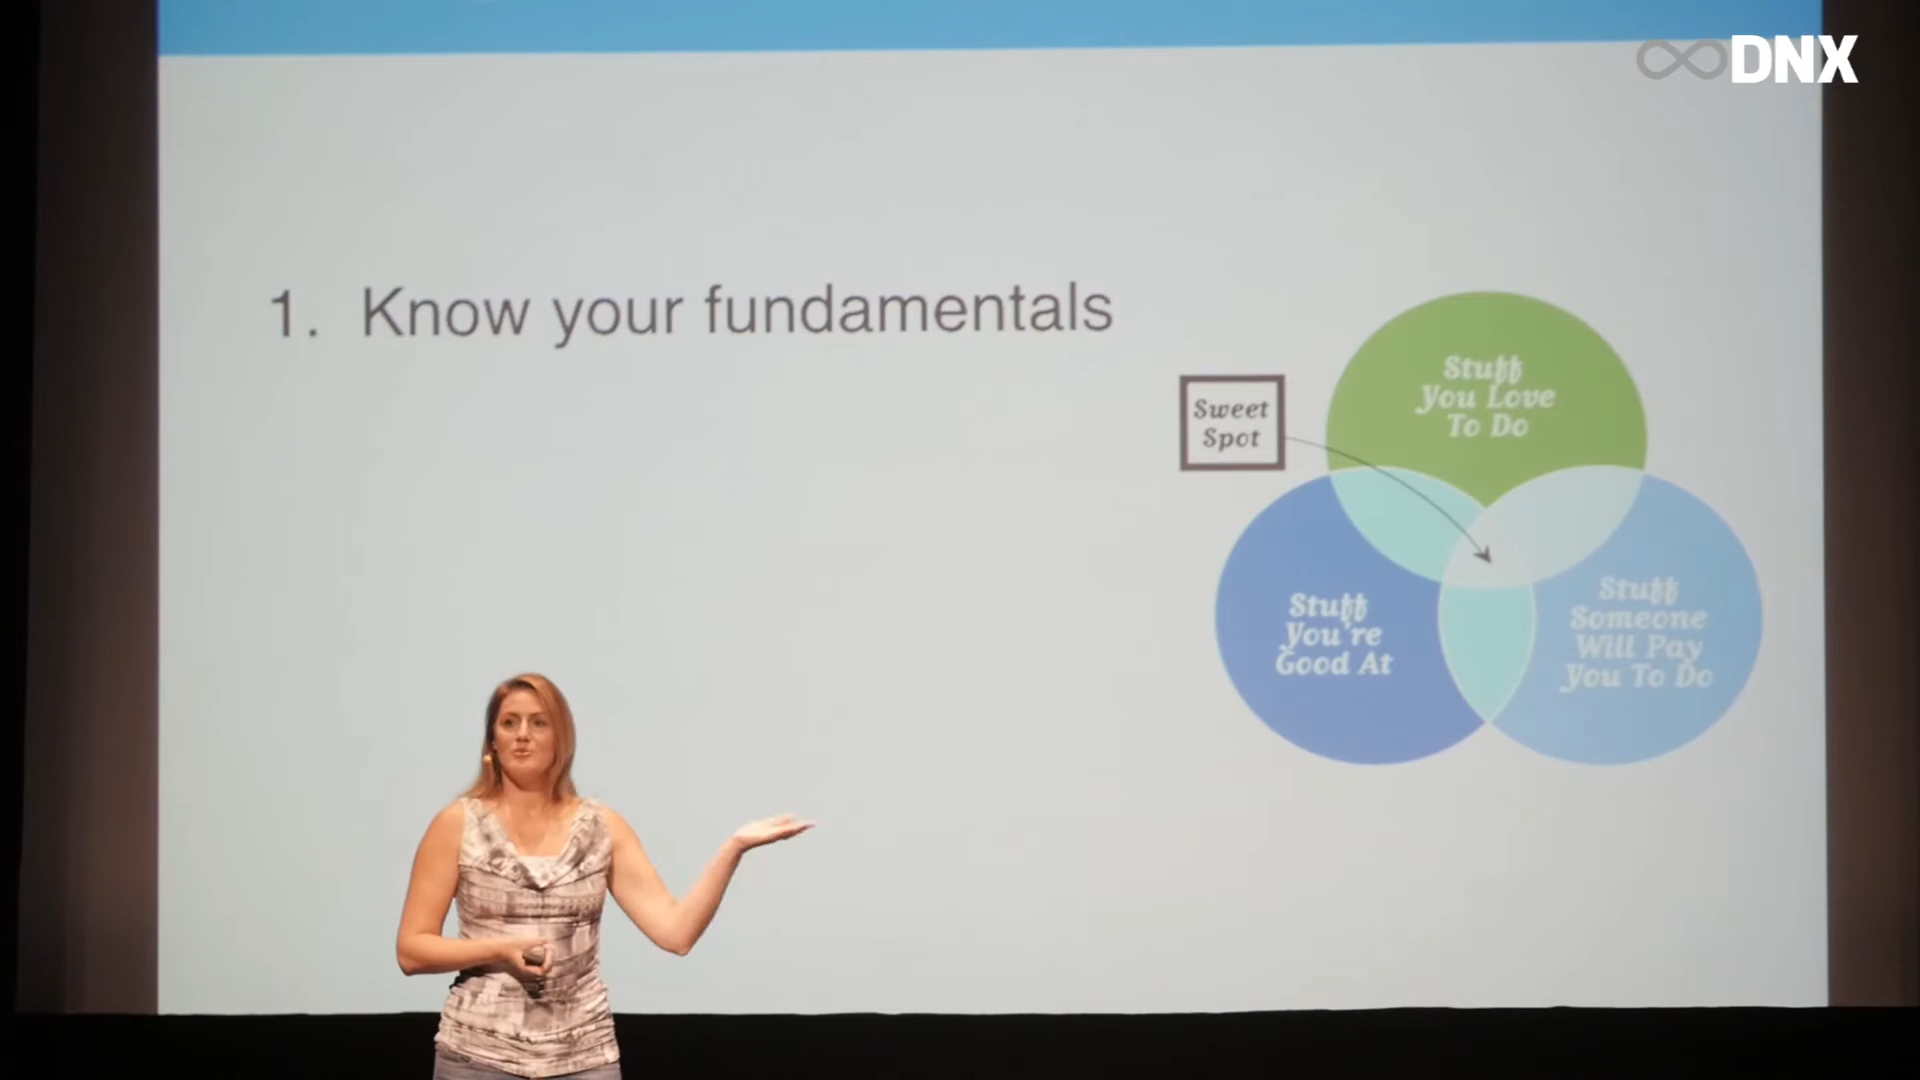 DNX
1. Know your fundamentals
Sweet
Spot
Stuff
You Love
To Do
Stuff
You're
Good At
Stuff
Someone
Will Pay
You To Do